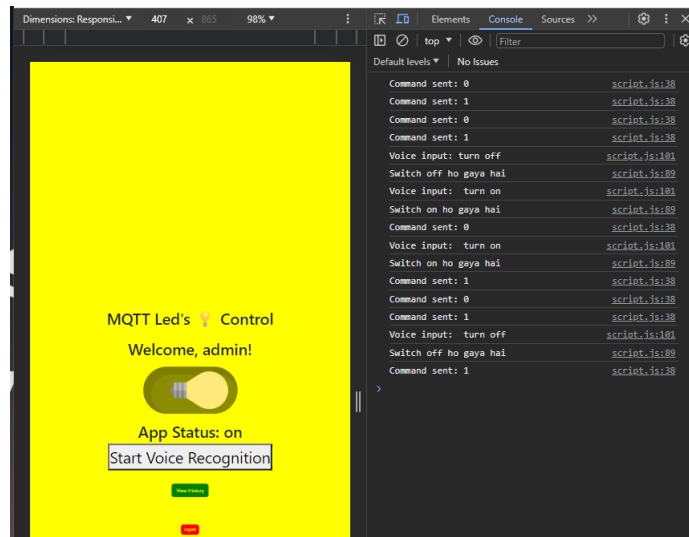 Dimensions: Responsi... ▼ 407 x 865 98% ▼
Elements Console Sources
top ▼ Filter
Default levels ▼ No Issues
Command sent: 0 script.js:38
Command sent: 1 script.js:38
Command sent: 0 script.js:38
Command sent: 1 script.js:38
Voice input: turn off script.js:101
Switch off ho gaya hai script.js:89
Voice input:  turn on script.js:101
Switch on ho gaya hai script.js:89
Command sent: 0 script.js:38
Voice input:  turn on script.js:101
Switch on ho gaya hai script.js:89
Command sent: 1 script.js:38
Command sent: 0 script.js:38
Command sent: 1 script.js:38
Voice input:  turn off script.js:101
Switch off ho gaya hai script.js:89
Command sent: 1 script.js:38
MQTT Led's 💡 Control
Welcome, admin!
App Status: on
Start Voice Recognition
View History
Logout